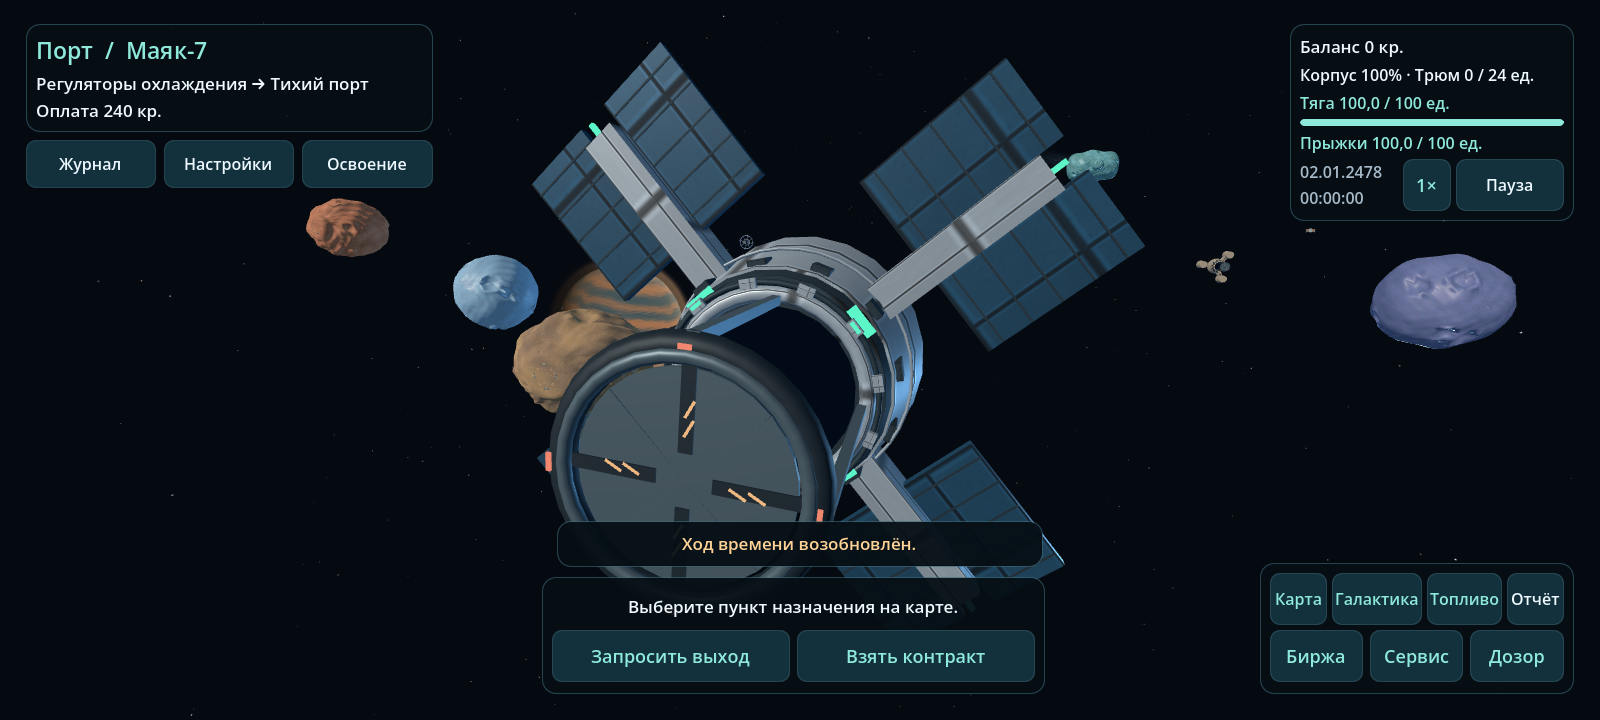 Порт / Маяк-7
Регуляторы охлаждения → Тихий порт
Оплата 240 кр.
Журнал
Настройки
Освоение
Баланс 0 кр.
Корпус 100% · Трюм 0 / 24 ед.
Тяга 100,0 / 100 ед.
Прыжки 100,0 / 100 ед.
02.01.2478
00:00:00
1×
Пауза
Ход времени возобновлён.
Выберите пункт назначения на карте.
Запросить выход
Взять контракт
Карта
Галактика
Топливо
Отчёт
Биржа
Сервис
Дозор